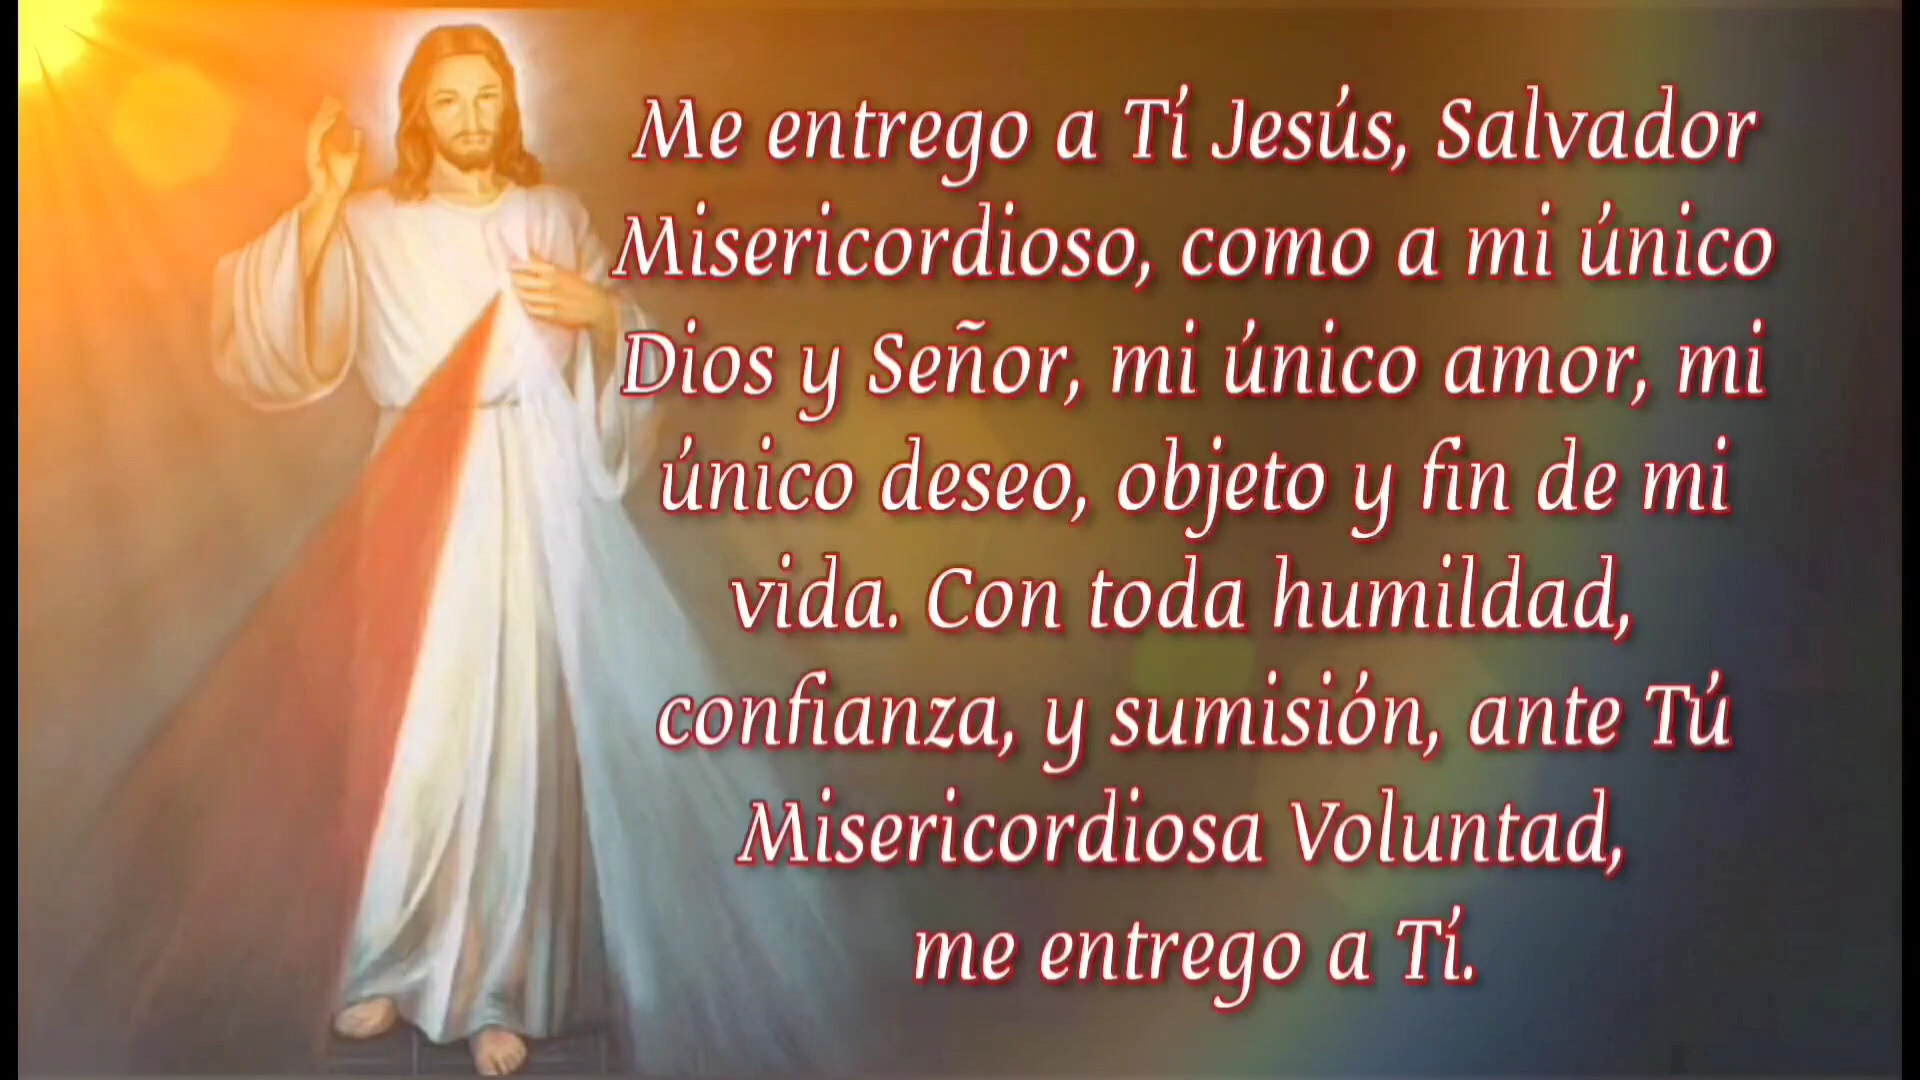 Me entrego a Tí Jesús, Salvador
Misericordioso, como a mi único
Dios y Señor, mi único amor, mi
único deseo, objeto y fin de mi
vida. Con toda humildad,
confianza, y sumisión, ante Tú
Misericordiosa Voluntad,
me entrego a Tí.